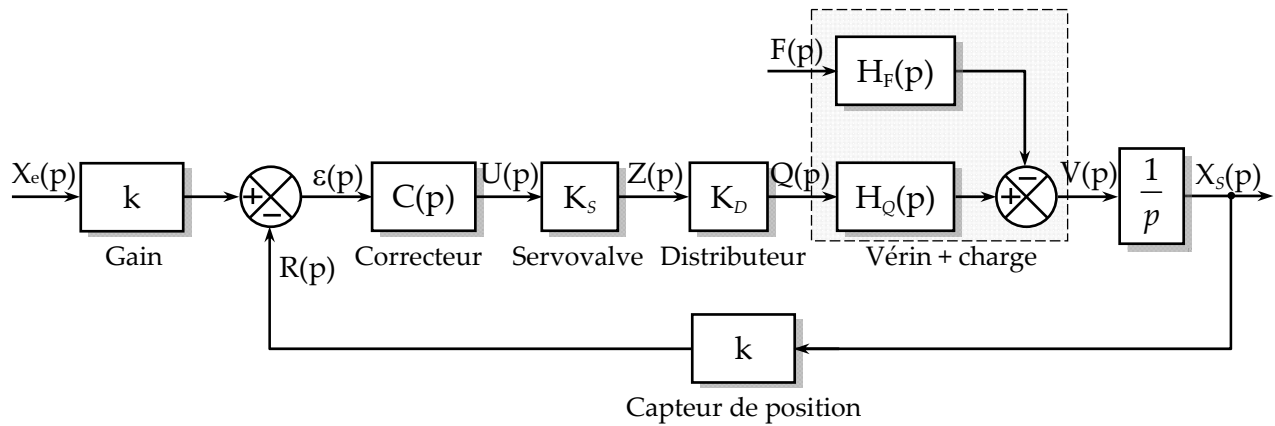 F(p)
H_F(p)
X_e(p)
k
Gain
+
−
ε(p)
C(p)
Correcteur
U(p)
K_S
Servovalve
Z(p)
K_D
Distributeur
Q(p)
H_Q(p)
−
+
Vérin + charge
V(p)
1
p
X_S(p)
R(p)
k
Capteur de position